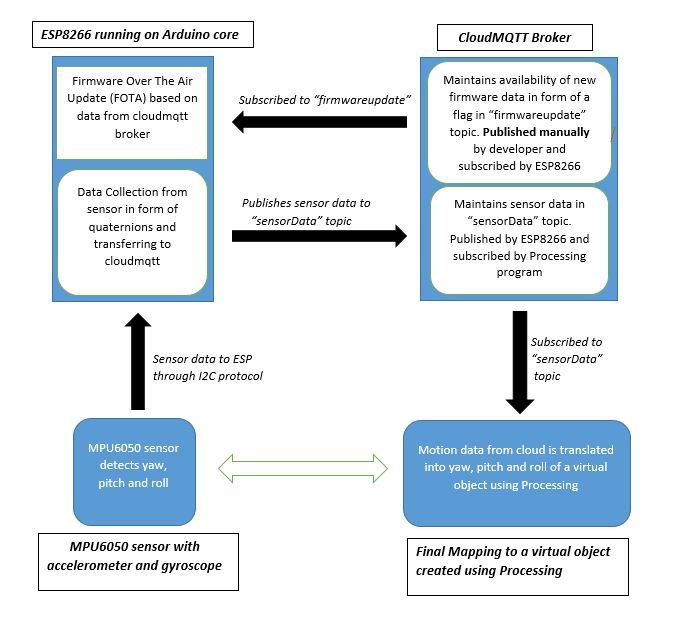 ESP8266 running on Arduino core
CloudMQTT Broker
Firmware Over The Air
Update (FOTA) based on
data from cloudmqtt
broker
Subscribed to “firmwareupdate”
Maintains availability of new
firmware data in form of a
flag in “firmwareupdate”
topic. Published manually
by developer and
subscribed by ESP8266
Data Collection from
sensor in form of
quaternions and
transferring to
cloudmqtt
Publishes sensor data to
“sensorData” topic
Maintains sensor data in
“sensorData” topic.
Published by ESP8266 and
subscribed by Processing
program
Sensor data to ESP
through I2C protocol
Subscribed to
“sensorData”
topic
MPU6050 sensor
detects yaw,
pitch and roll
Motion data from cloud is translated
into yaw, pitch and roll of a virtual
object using Processing
MPU6050 sensor with
accelerometer and gyroscope
Final Mapping to a virtual object
created using Processing